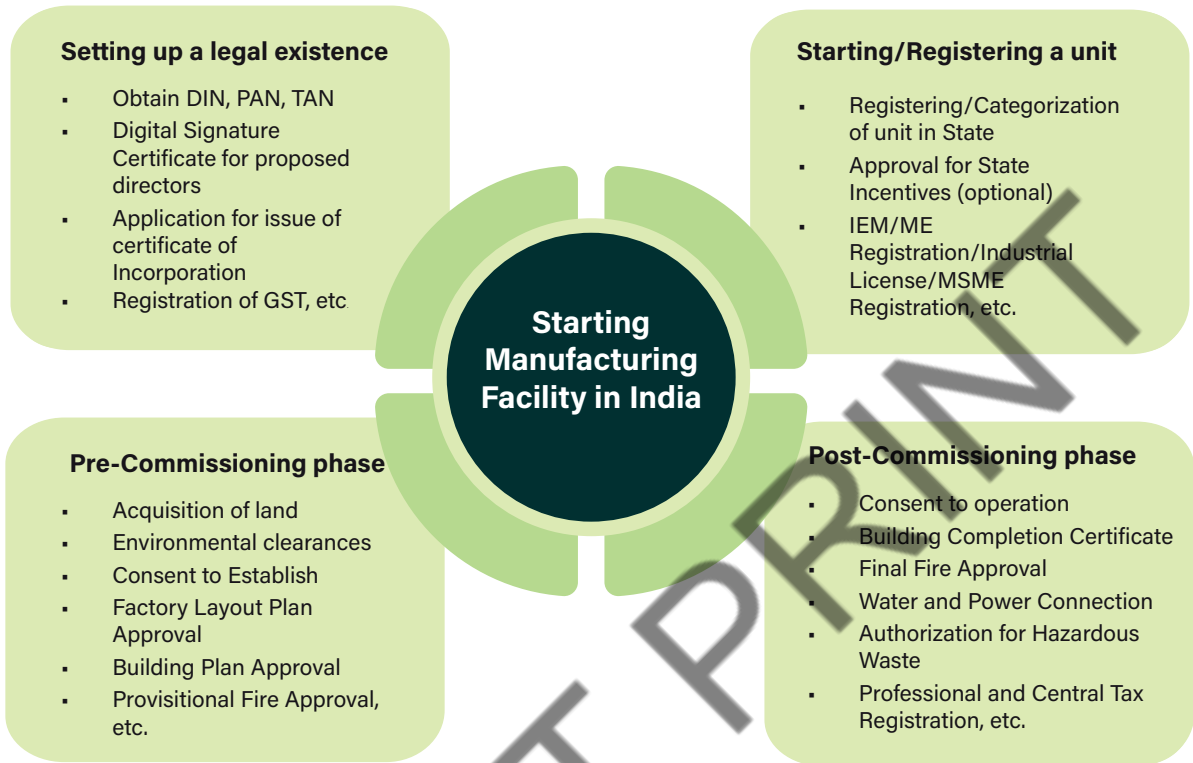 Setting up a legal existence
▪ Obtain DIN, PAN, TAN
▪ Digital Signature
Certificate for proposed
directors
▪ Application for issue of
certificate of
Incorporation
▪ Registration of GST, etc
Starting/Registering a unit
▪ Registering/Categorization
of unit in State
▪ Approval for State
Incentives (optional)
▪ IEM/ME
Registration/Industrial
License/MSME
Registration, etc.
Starting
Manufacturing
Facility in India
Pre-Commissioning phase
▪ Acquisition of land
▪ Environmental clearances
▪ Consent to Establish
▪ Factory Layout Plan
Approval
▪ Building Plan Approval
▪ Provisitional Fire Approval,
etc.
Post-Commissioning phase
▪ Consent to operation
▪ Building Completion Certificate
▪ Final Fire Approval
▪ Water and Power Connection
▪ Authorization for Hazardous
Waste
▪ Professional and Central Tax
Registration, etc.
T PRINT